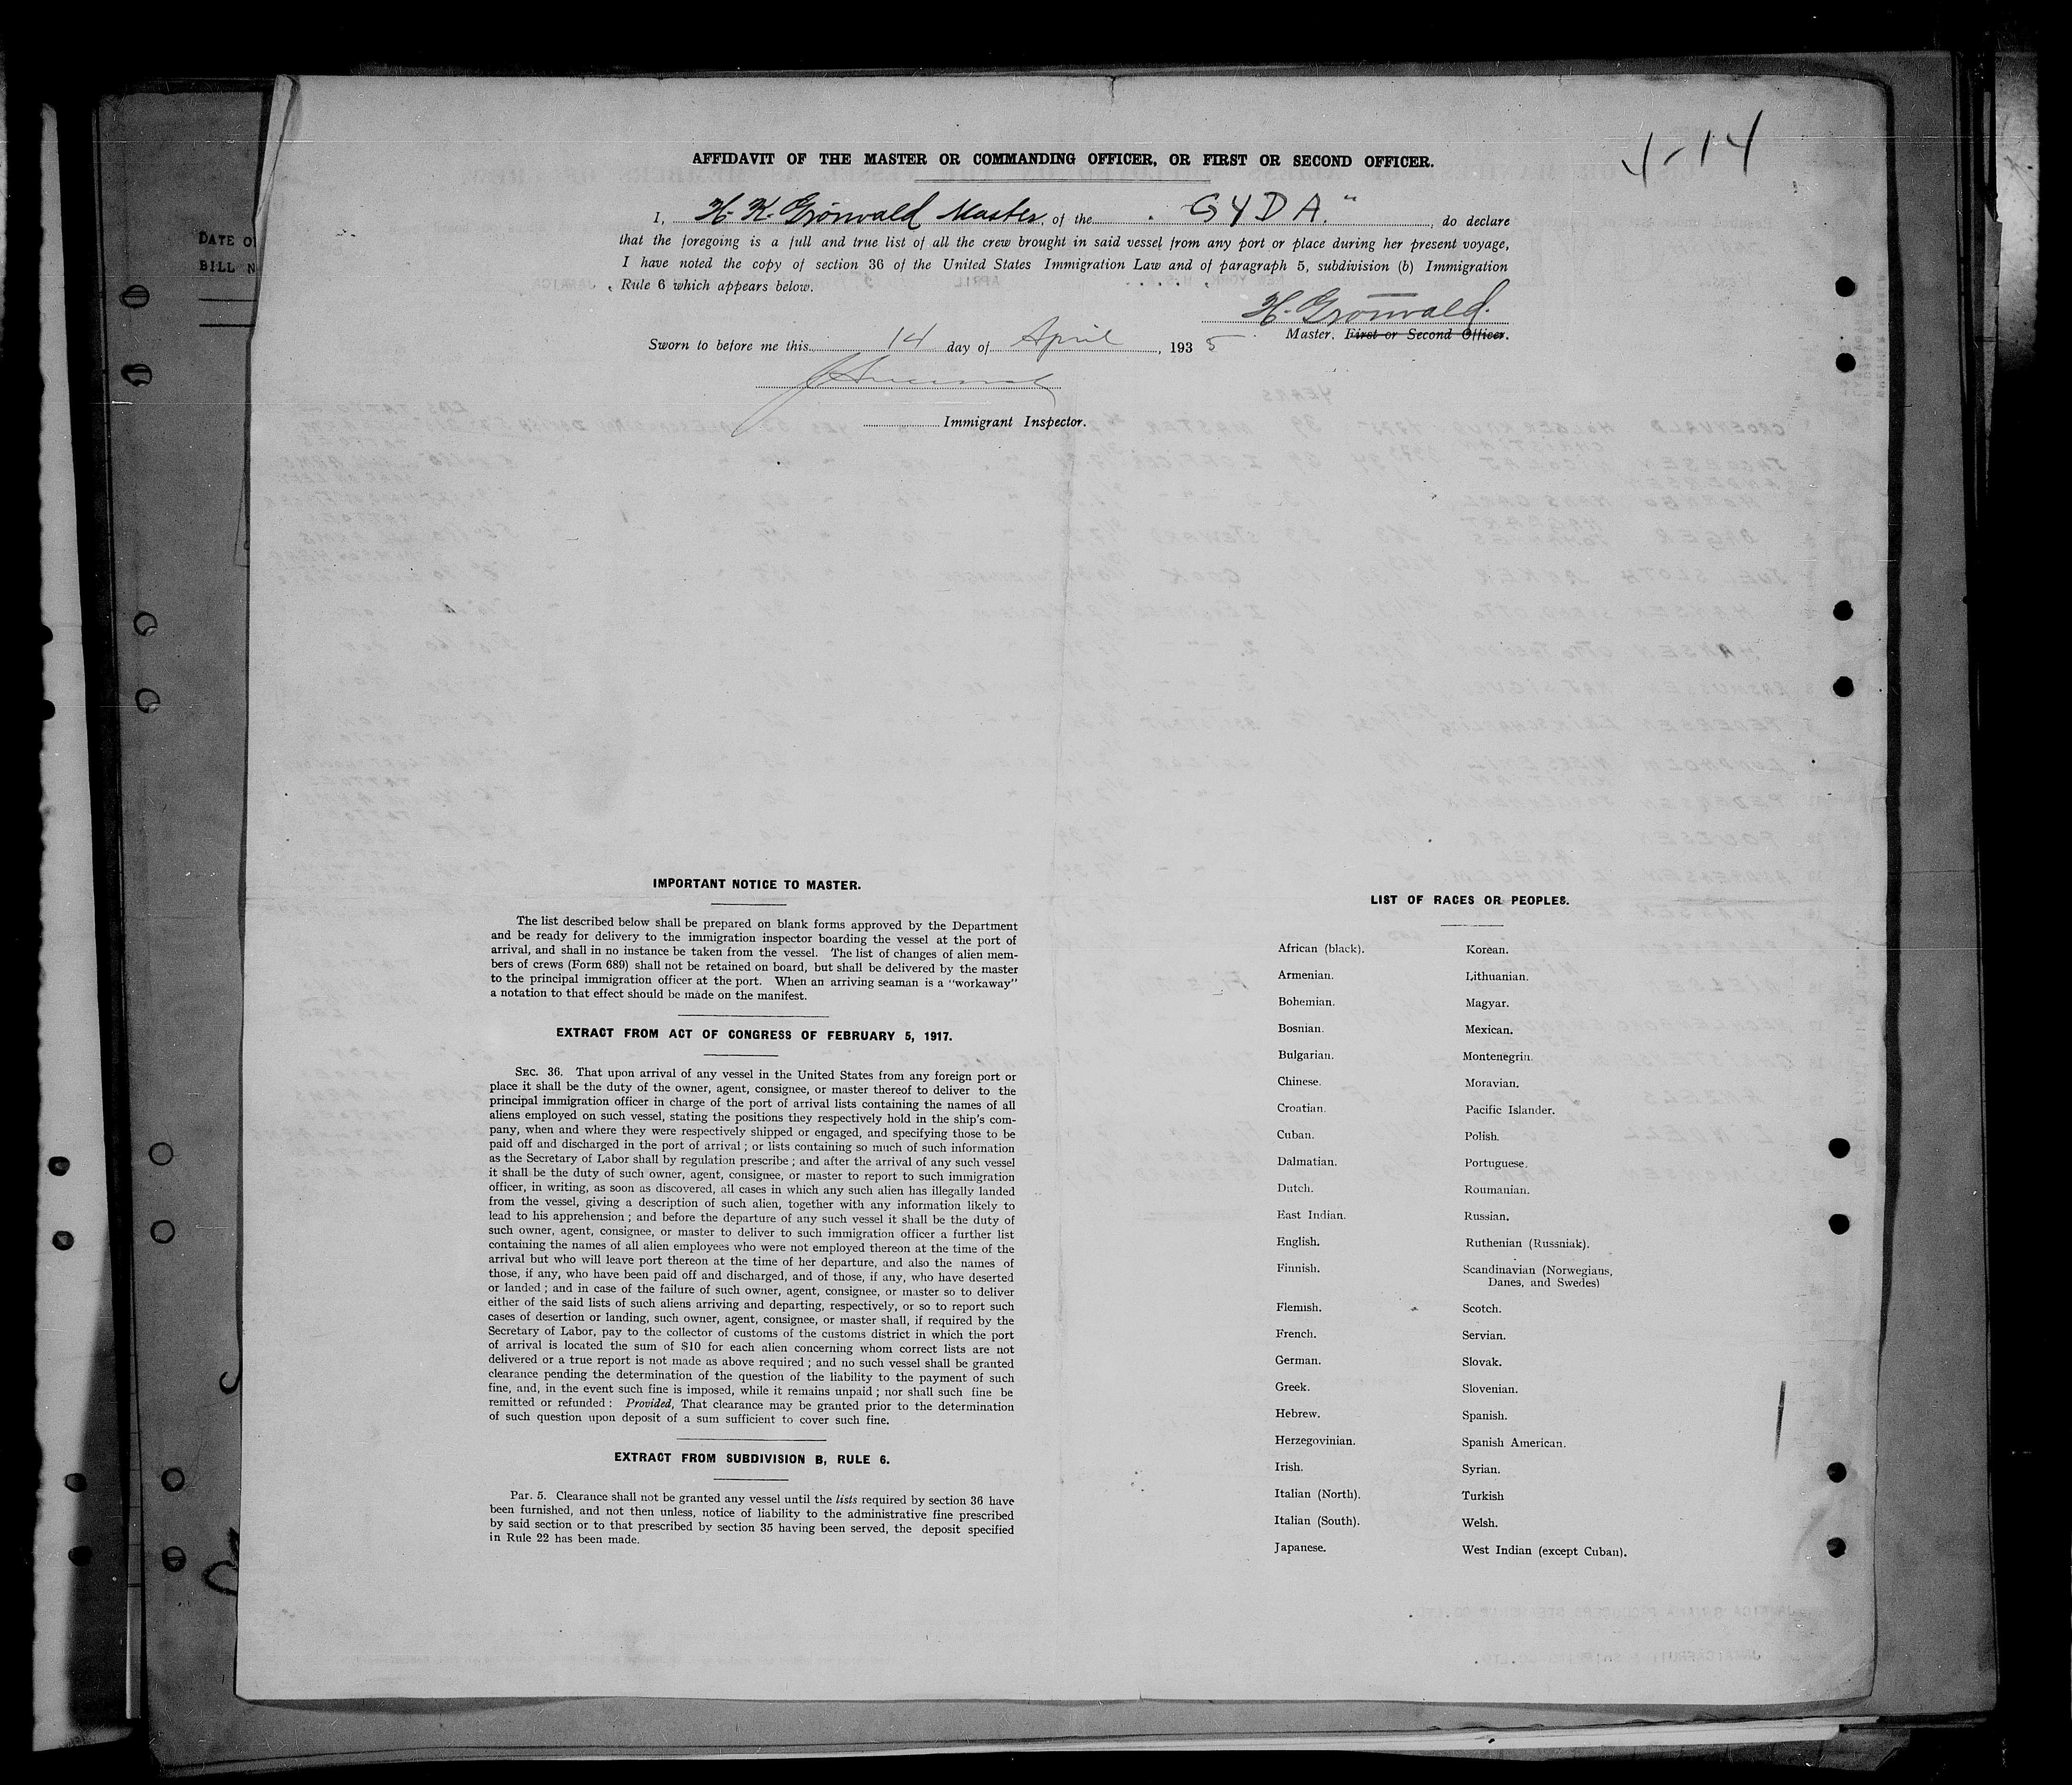 4-14
AFFIDAVIT OF THE MASTER OR COMMANDING OFFICER, OR FIRST OR SECOND OFFICER.
I, H. K. Grönvald Master, of the "GYDA." do declare
that the foregoing is a full and true list of all the crew brought in said vessel from any port or place during her present voyage,
I have noted the copy of section 36 of the United States Immigration Law and of paragraph 5, subdivision (b) Immigration
Rule 6 which appears below.
H. Grönvald.
Master, First or Second Officer.
Sworn to before me this 14 day of April, 1935
Immigrant Inspector.
DATE O
BILL N
IMPORTANT NOTICE TO MASTER.
The list described below shall be prepared on blank forms approved by the Department
and be ready for delivery to the immigration inspector boarding the vessel at the port of
arrival, and shall in no instance be taken from the vessel. The list of changes of alien mem-
bers of crews (Form 689) shall not be retained on board, but shall be delivered by the master
to the principal immigration officer at the port. When an arriving seaman is a "workaway"
a notation to that effect should be made on the manifest.
EXTRACT FROM ACT OF CONGRESS OF FEBRUARY 5, 1917.
SEC. 36. That upon arrival of any vessel in the United States from any foreign port or
place it shall be the duty of the owner, agent, consignee, or master thereof to deliver to the
principal immigration officer in charge of the port of arrival lists containing the names of all
aliens employed on such vessel, stating the positions they respectively hold in the ship's com-
pany, when and where they were respectively shipped or engaged, and specifying those to be
paid off and discharged in the port of arrival; or lists containing so much of such information
as the Secretary of Labor shall by regulation prescribe; and after the arrival of any such vessel
it shall be the duty of such owner, agent, consignee, or master to report to such immigration
officer, in writing, as soon as discovered, all cases in which any such alien has illegally landed
from the vessel, giving a description of such alien, together with any information likely to
lead to his apprehension; and before the departure of any such vessel it shall be the duty of
such owner, agent, consignee, or master to deliver to such immigration officer a further list
containing the names of all alien employees who were not employed thereon at the time of the
arrival but who will leave port thereon at the time of her departure, and also the names of
those, if any, who have been paid off and discharged, and of those, if any, who have deserted
or landed; and in case of the failure of such owner, agent, consignee, or master so to deliver
either of the said lists of such aliens arriving and departing, respectively, or so to report such
cases of desertion or landing, such owner, agent, consignee, or master shall, if required by the
Secretary of Labor, pay to the collector of customs of the customs district in which the port
of arrival is located the sum of $10 for each alien concerning whom correct lists are not
delivered or a true report is not made as above required; and no such vessel shall be granted
clearance pending the determination of the question of the liability to the payment of such
fine, and, in the event such fine is imposed, while it remains unpaid; nor shall such fine be
remitted or refunded: Provided, That clearance may be granted prior to the determination
of such question upon deposit of a sum sufficient to cover such fine.
EXTRACT FROM SUBDIVISION B, RULE 6.
Par. 5. Clearance shall not be granted any vessel until the lists required by section 36 have
been furnished, and not then unless, notice of liability to the administrative fine prescribed
by said section or to that prescribed by section 35 having been served, the deposit specified
in Rule 22 has been made.
LIST OF RACES OR PEOPLES.
African (black).
Armenian.
Bohemian.
Bosnian.
Bulgarian.
Chinese.
Croatian.
Cuban.
Dalmatian.
Dutch.
East Indian.
English.
Finnish.
Flemish.
French.
German.
Greek.
Hebrew.
Herzegovinian.
Irish.
Italian (North).
Italian (South).
Japanese.
Korean.
Lithuanian.
Magyar.
Mexican.
Montenegrin.
Moravian.
Pacific Islander.
Polish.
Portuguese.
Roumanian.
Russian.
Ruthenian (Russniak).
Scandinavian (Norwegians,
Danes, and Swedes)
Scotch.
Servian.
Slovak.
Slovenian.
Spanish.
Spanish American.
Syrian.
Turkish
Welsh.
West Indian (except Cuban).